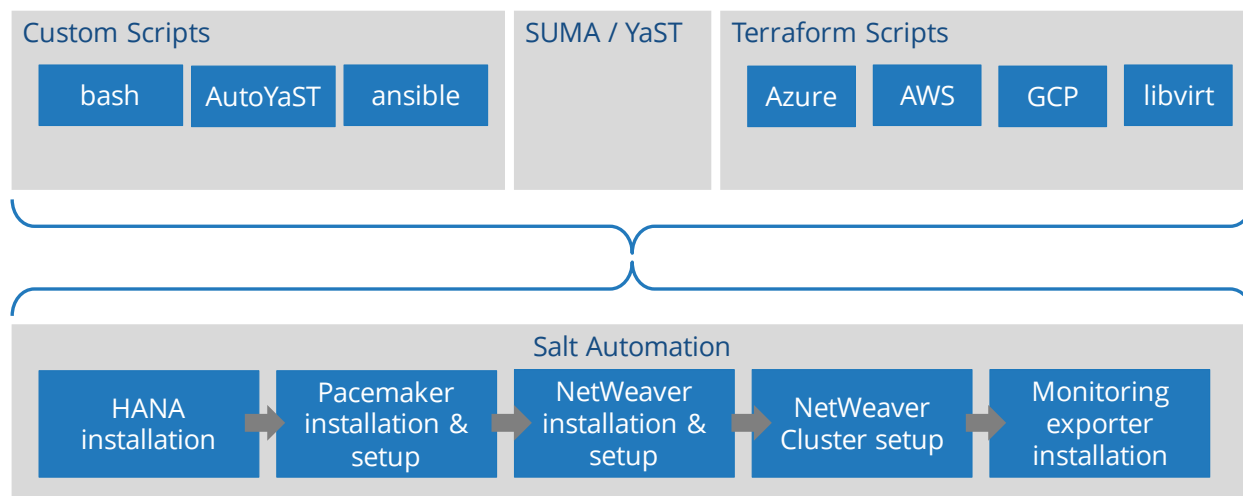 Custom Scripts
bash
AutoYaST
ansible
SUMA / YaST
Terraform Scripts
Azure
AWS
GCP
libvirt
Salt Automation
HANA
installation
Pacemaker
installation &
setup
NetWeaver
installation &
setup
NetWeaver
Cluster setup
Monitoring
exporter
installation